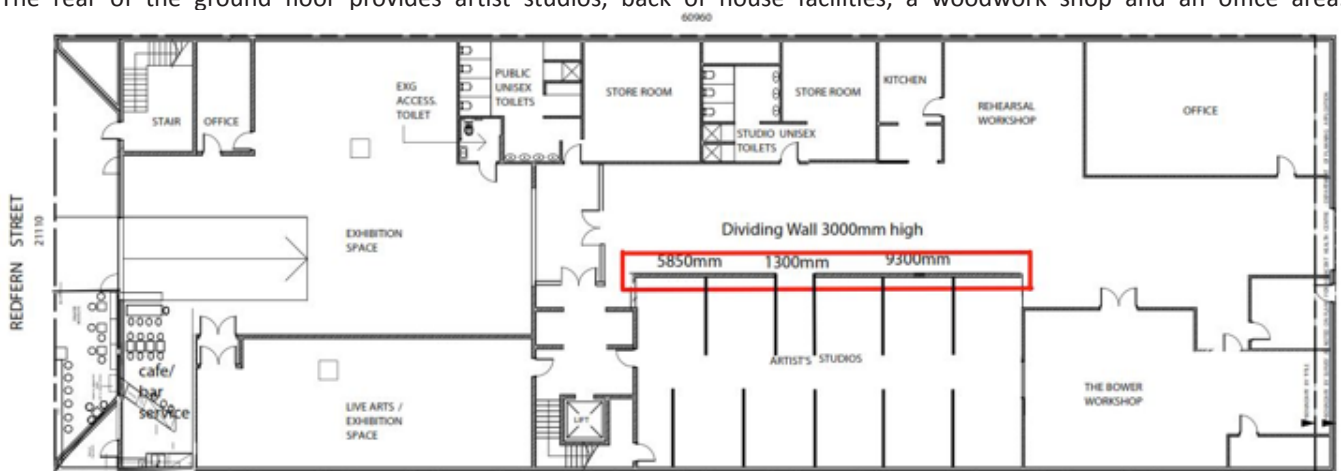 The rear of the ground floor provides artist studios, back of house facilities, a woodwork shop and an office area
60960
EXG
ACCESS.
TOILET
PUBLIC
UNISEX
TOILETS
STORE ROOM
STORE ROOM
KITCHEN
REHEARSAL
WORKSHOP
OFFICE
STAIR
OFFICE
STUDIO UNISEX
TOILETS
REDFERN STREET
21110
EXHIBITION
SPACE
Dividing Wall 3000mm high
5850mm
1300mm
9300mm
cafe/
bar
service
ARTIST'S STUDIOS
LIVE ARTS /
EXHIBITION
SPACE
LIFT
THE BOWER
WORKSHOP